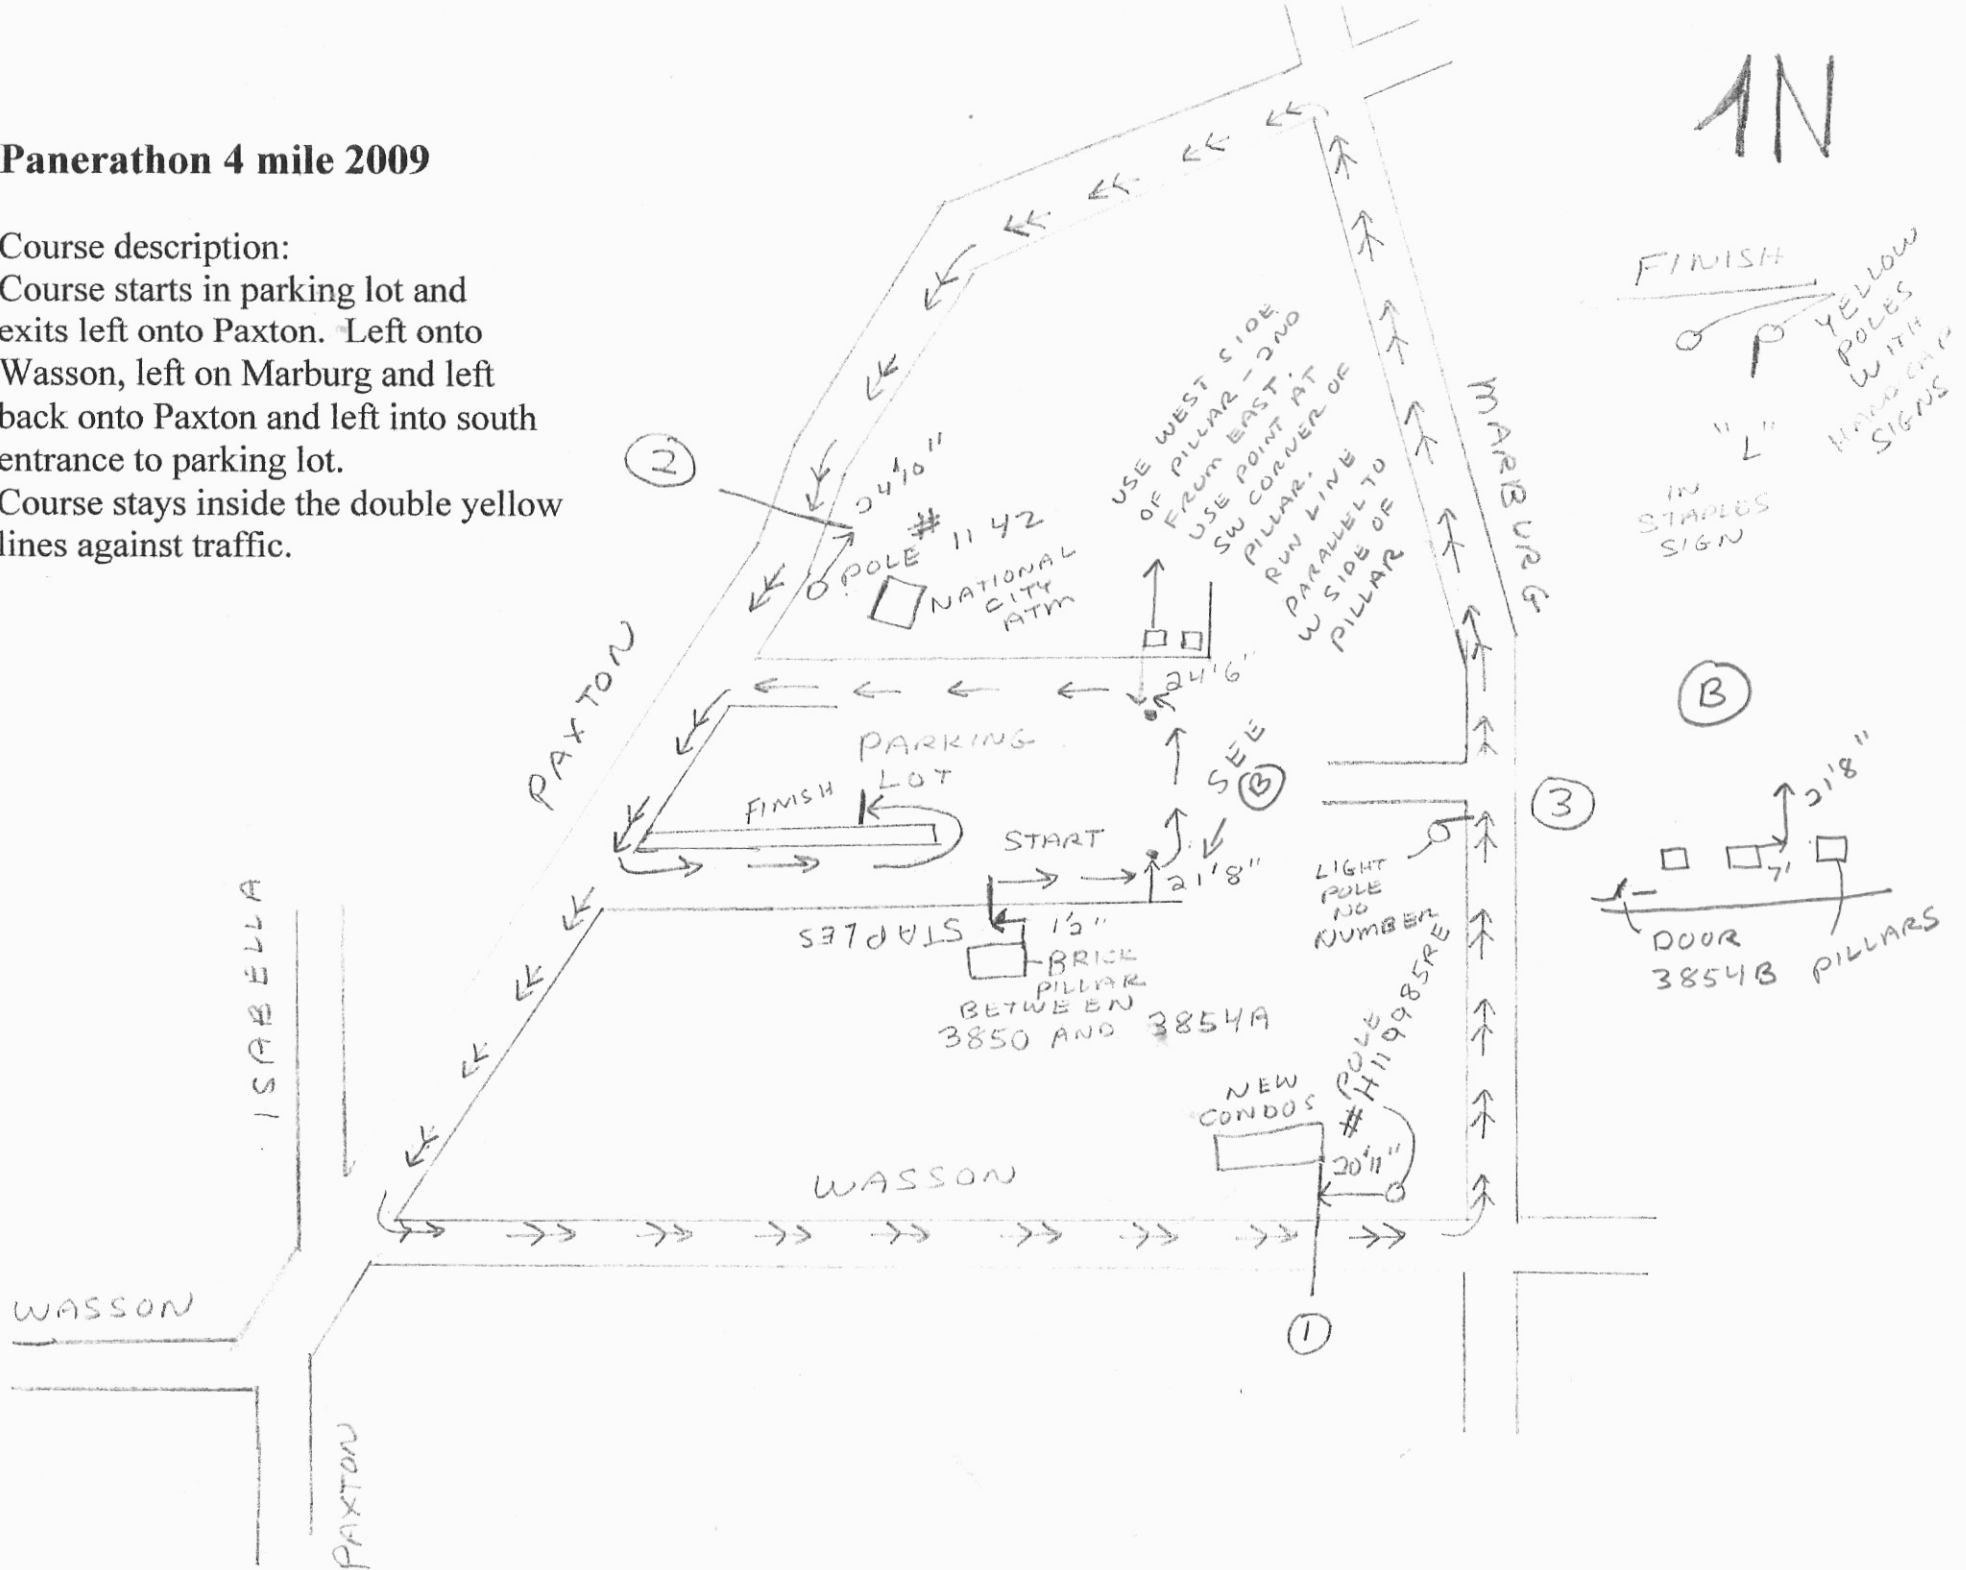 Panerathon 4 mile 2009
Course description:
Course starts in parking lot and
exits left onto Paxton. Left onto
Wasson, left on Marburg and left
back onto Paxton and left into south
entrance to parking lot.
Course stays inside the double yellow
lines against traffic.
1N
FINISH
YELLOW
POLES
WITH
HANDICAP
SIGNS
"L"
IN
STAPLES
SIGN
MARBURG
2
POLE # 1142
NATIONAL
CITY
ATM
USE WEST SIDE
OF PILLAR - 2ND
FROM EAST.
USE POINT AT
SW CORNER OF
PILLAR.
RUN LINE
PARALLEL TO
W SIDE OF
PILLAR
24'6"
PAXTON
PARKING
LOT
FINISH
START
SEE
B
21'8"
STAPLES
1'2"
BRICK
PILLAR
BETWEEN
3850 AND 3854A
3
LIGHT
POLE
NO
NUMBER
B
21'8"
7'
DOOR
3854B
PILLARS
ISABELLA
NEW
CONDOS
POLE
# H119985RE
20'11"
WASSON
1
WASSON
PAXTON